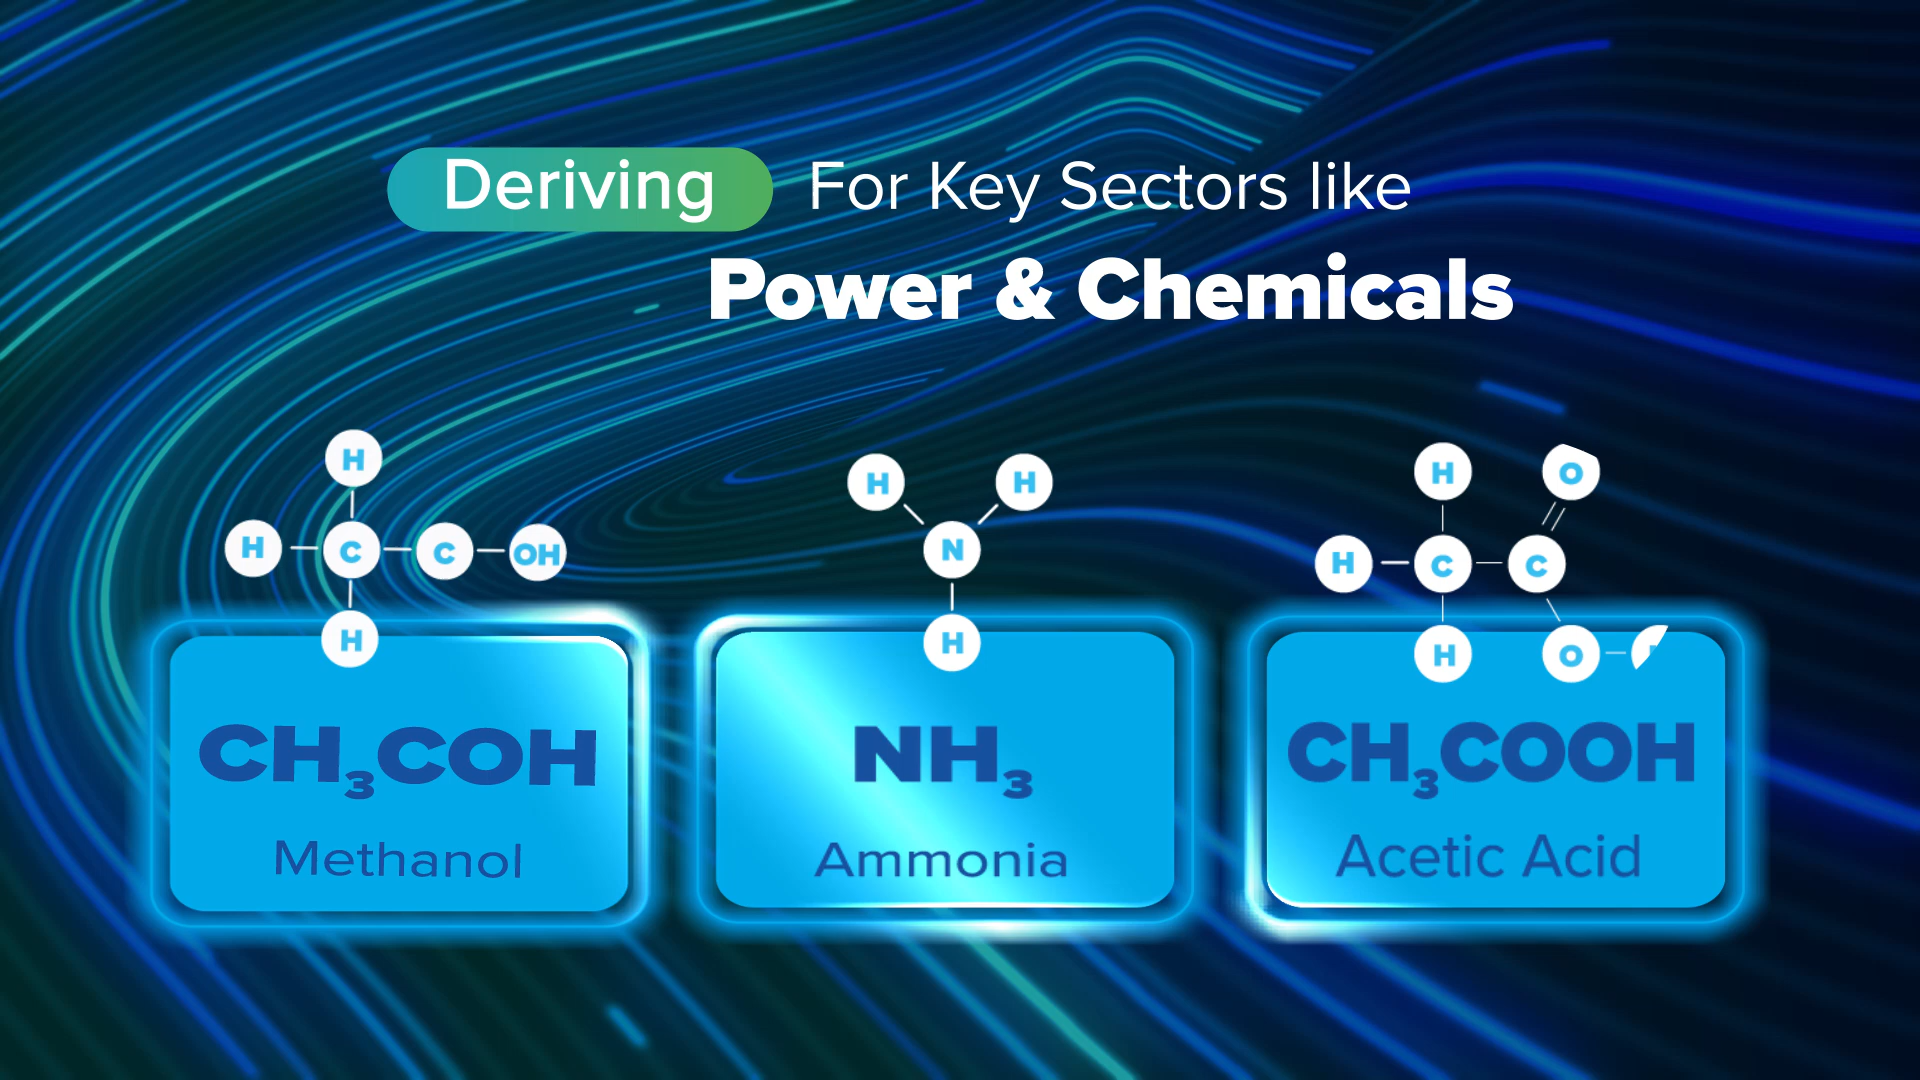 Deriving For Key Sectors like
Power & Chemicals
H
H C C OH
H
CH₃COH
Methanol
H H
N
H
NH₃
Ammonia
H O
H C C
H O
CH₃COOH
Acetic Acid